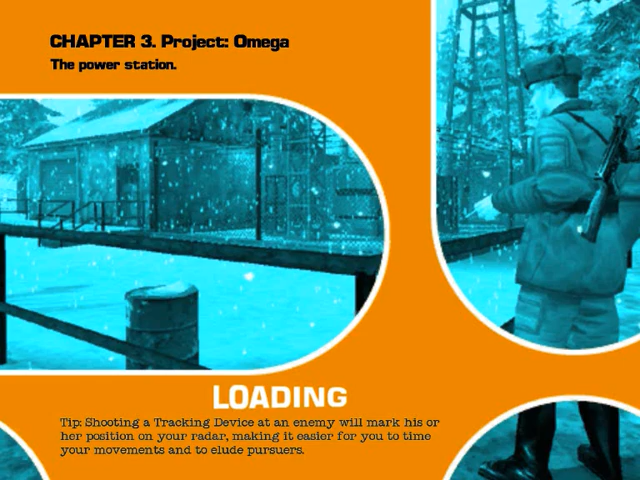 CHAPTER 3. Project: Omega
The power station.
LOADING
Tip: Shooting a Tracking Device at an enemy will mark his or
her position on your radar, making it easier for you to time
your movements and to elude pursuers.